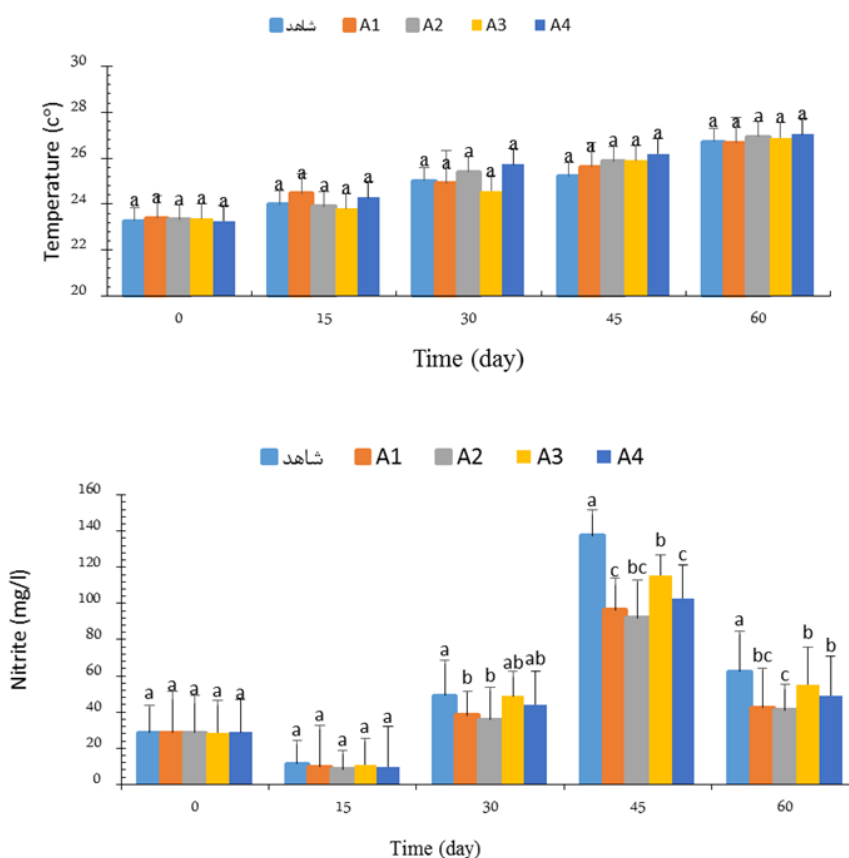 شاهد A1 A2 A3 A4
Temperature (c°)
30
28
26
24
22
20
a a a a a a a a a a a a a a a a a a a a a a a a a
0 15 30 45 60
Time (day)
شاهد A1 A2 A3 A4
Nitrite (mg/l)
160
140
120
100
80
60
40
20
0
a a a a a a a a a a a b b ab ab a c bc b c a bc c b b
0 15 30 45 60
Time (day)